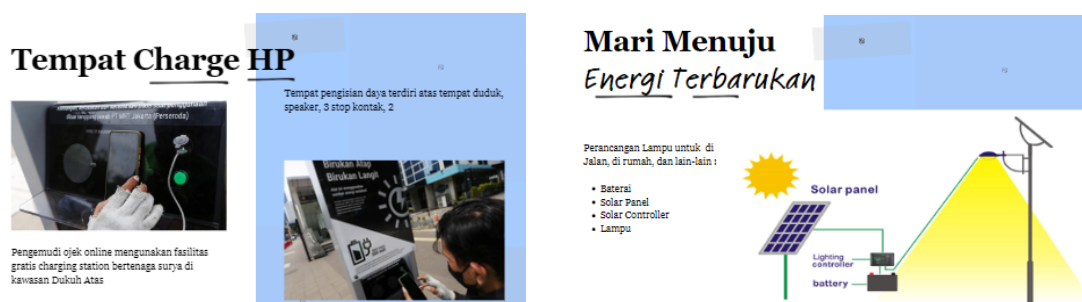 Tempat Charge HP
Tempat pengisian daya terdiri atas tempat duduk,
speaker, 3 stop kontak, 2
(Perseroda)
Birukan Atap
Birukan Langit
Pengemudi ojek online mengunakan fasilitas
gratis charging station bertenaga surya di
kawasan Dukuh Atas
Mari Menuju
Energi Terbarukan
Perancangan Lampu untuk di
Jalan, di rumah, dan lain-lain :
Baterai
Solar Panel
Solar Controller
Lampu
Solar panel
Lighting
controller
battery